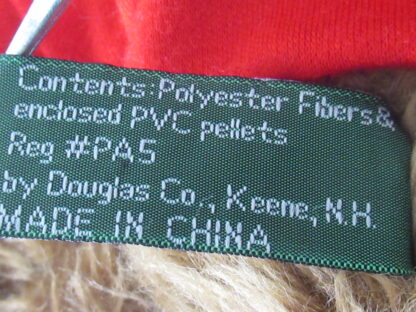 Contents: Polyester Fibers &
enclosed PVC pellets
Reg #PA5
by Douglas Co., Keene, N.H.
MADE IN CHINA